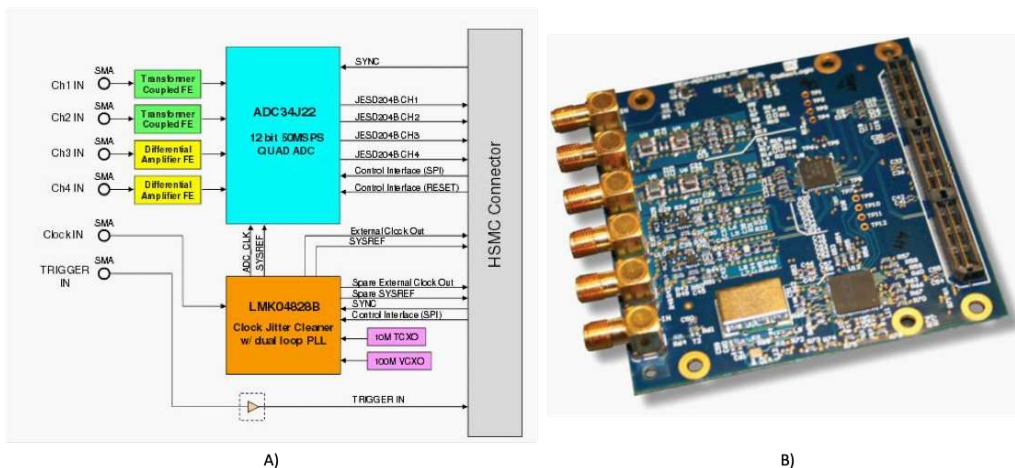 SMA
Ch1 IN
Transformer
Coupled FE
SMA
Ch2 IN
Transformer
Coupled FE
SMA
Ch3 IN
Differential
Amplifier FE
SMA
Ch4 IN
Differential
Amplifier FE
SMA
Clock IN
SMA
TRIGGER
IN
ADC34J22
12-bit 50MSPS
QUAD ADC
SYNC
JESD204B CH1
JESD204B CH2
JESD204B CH3
JESD204B CH4
Control Interface (SPI)
Control Interface (RESET)
ADC_CLK
SYSREF
External Clock Out
SYSREF
LMK04828B
Clock Jitter Cleaner
w/ dual loop PLL
Spare External Clock Out
Spare SYSREF
SYNC
Control Interface (SPI)
10M TCXO
100M VCXO
TRIGGER IN
HSMC Connector
TP9
TP10
TP11
TP12
A)
B)